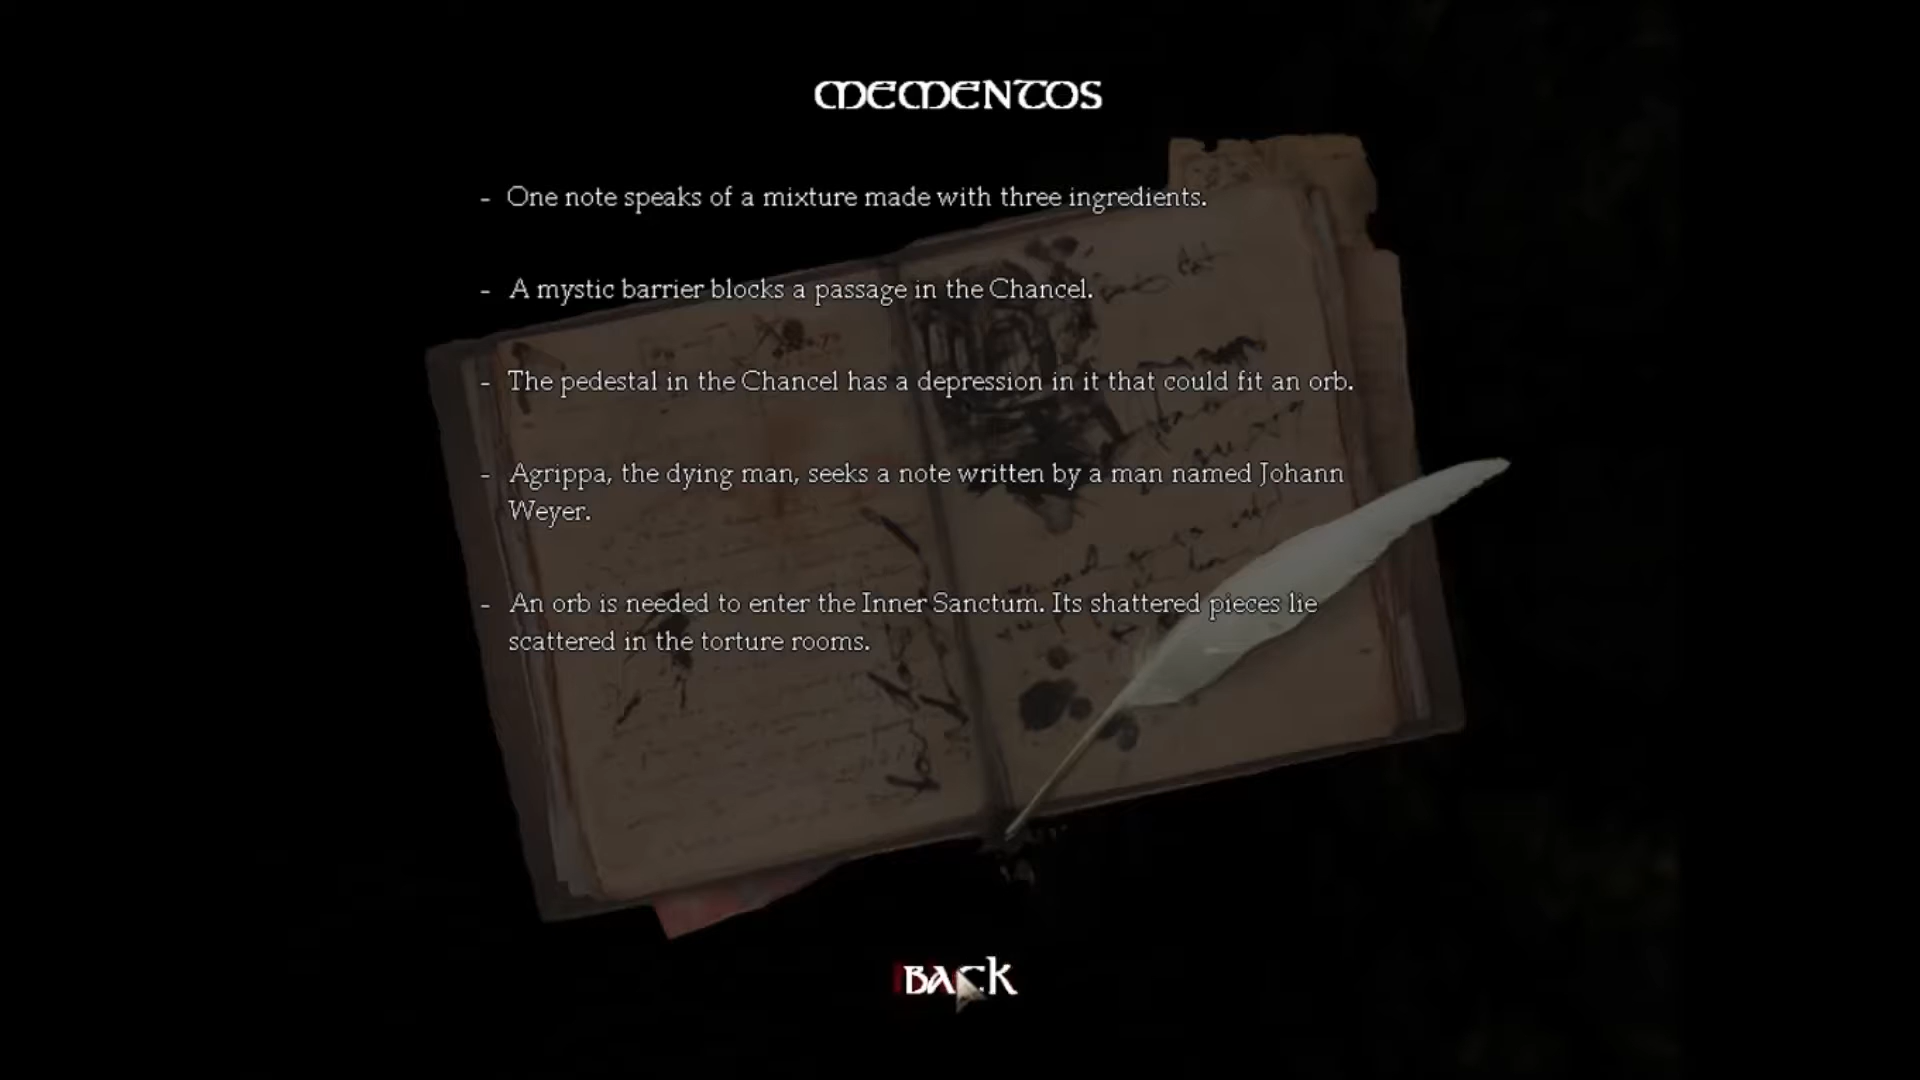 MEMENTOS
- One note speaks of a mixture made with three ingredients.
- A mystic barrier blocks a passage in the Chancel.
- The pedestal in the Chancel has a depression in it that could fit an orb.
- Agrippa, the dying man, seeks a note written by a man named Johann
Weyer.
- An orb is needed to enter the Inner Sanctum. Its shattered pieces lie
scattered in the torture rooms.
BACK